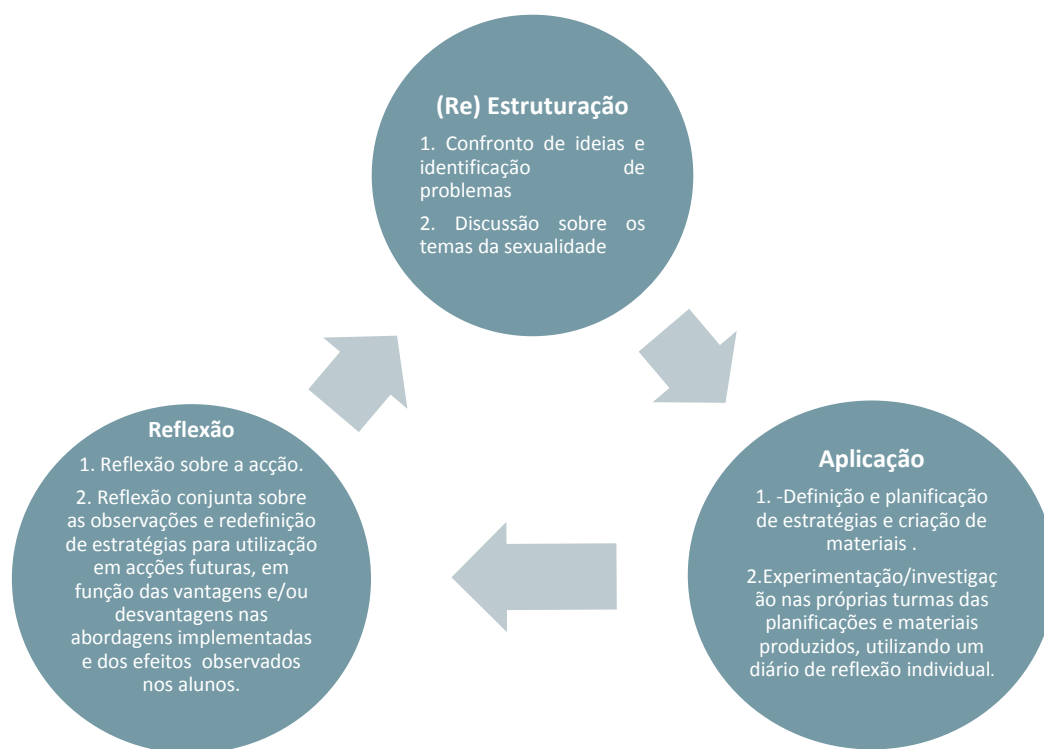 (Re) Estruturação
1. Confronto de ideias e
identificação de
problemas
2. Discussão sobre os
temas da sexualidade
Reflexão
1. Reflexão sobre a acção.
2. Reflexão conjunta sobre
as observações e redefinição
de estratégias para utilização
em acções futuras, em
função das vantagens e/ou
desvantagens nas
abordagens implementadas
e dos efeitos observados
nos alunos.
Aplicação
1. -Definição e planificação
de estratégias e criação de
materiais .
2.Experimentação/investigaç
ão nas próprias turmas das
planificações e materiais
produzidos, utilizando um
diário de reflexão individual.